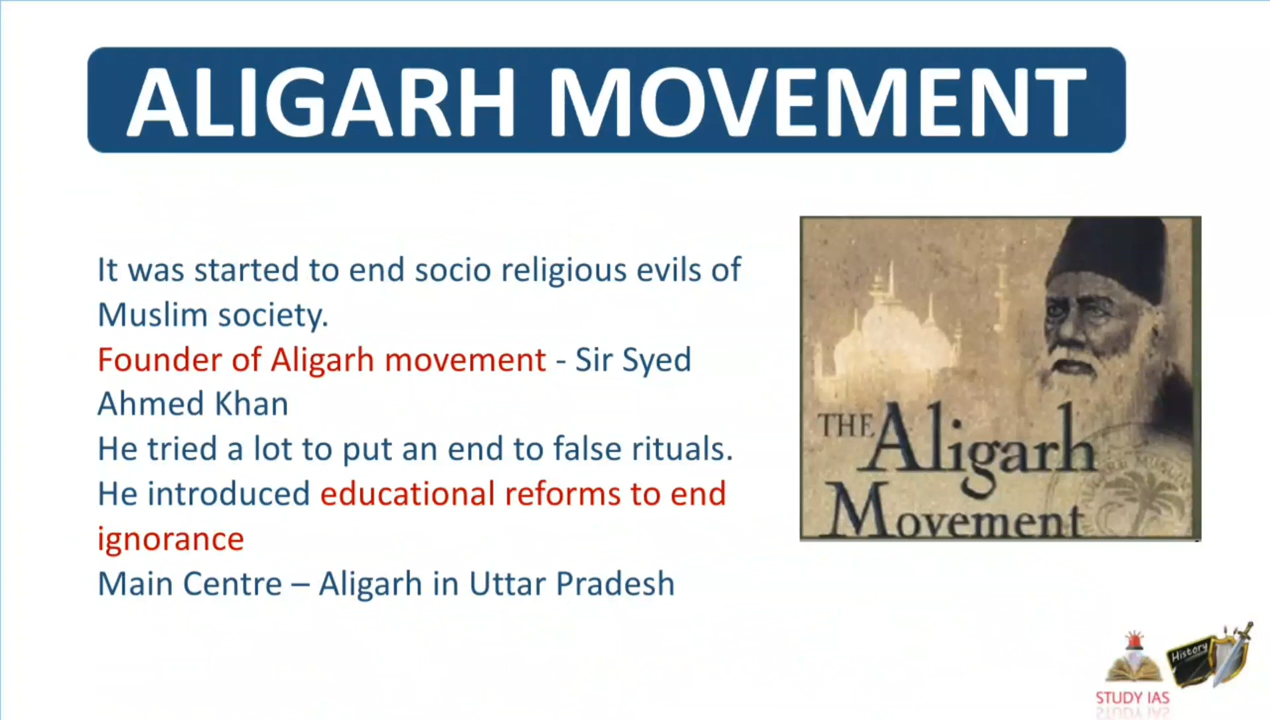 ALIGARH MOVEMENT
It was started to end socio religious evils of
Muslim society.
Founder of Aligarh movement - Sir Syed
Ahmed Khan
He tried a lot to put an end to false rituals.
He introduced educational reforms to end
ignorance
Main Centre – Aligarh in Uttar Pradesh
THE Aligarh
Movement
History
STUDY IAS